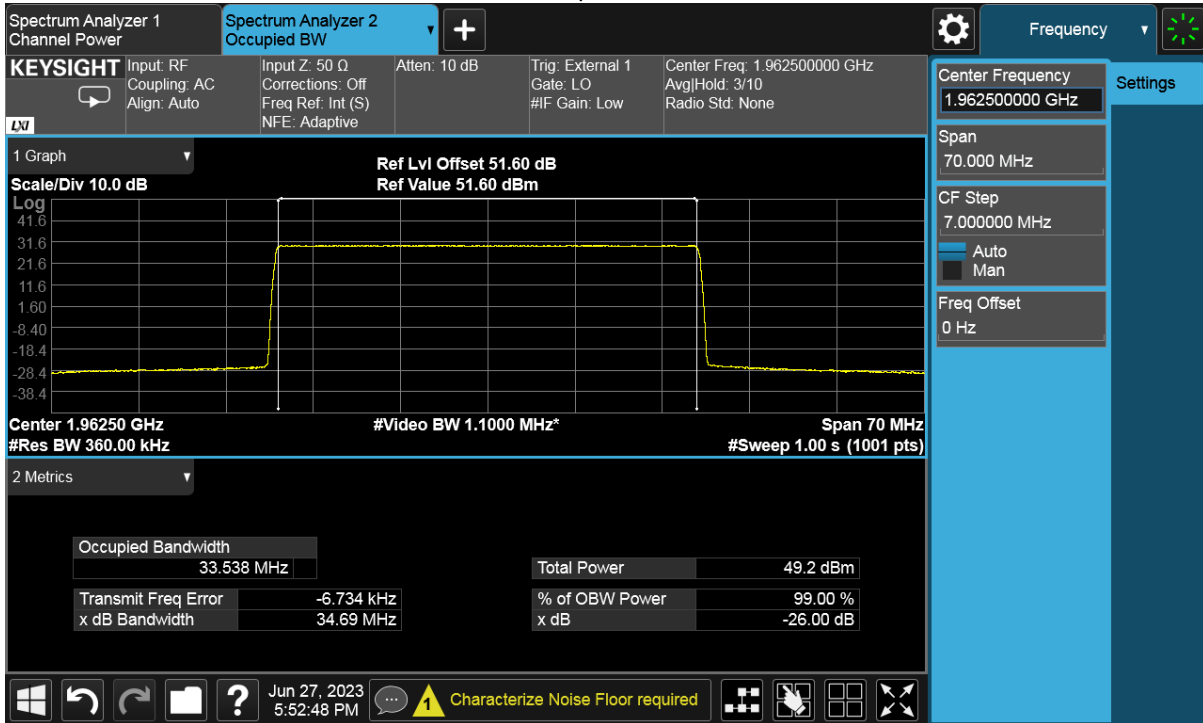 Spectrum Analyzer 1
Channel Power
Spectrum Analyzer 2
Occupied BW
Frequency
KEYSIGHT
Input: RF
Coupling: AC
Align: Auto
Input Z: 50 Ω
Corrections: Off
Freq Ref: Int (S)
NFE: Adaptive
Atten: 10 dB
Trig: External 1
Gate: LO
#IF Gain: Low
Center Freq: 1.962500000 GHz
Avg|Hold: 3/10
Radio Std: None
LXI
Center Frequency
1.962500000 GHz
Settings
Span
70.000 MHz
CF Step
7.000000 MHz
Auto
Man
Freq Offset
0 Hz
1 Graph
Scale/Div 10.0 dB
Ref Lvl Offset 51.60 dB
Ref Value 51.60 dBm
Log
41.6
31.6
21.6
11.6
1.60
-8.40
-18.4
-28.4
-38.4
Center 1.96250 GHz
#Video BW 1.1000 MHz*
Span 70 MHz
#Res BW 360.00 kHz
#Sweep 1.00 s (1001 pts)
2 Metrics
Occupied Bandwidth
33.538 MHz
Total Power 49.2 dBm
Transmit Freq Error -6.734 kHz
% of OBW Power 99.00 %
x dB Bandwidth 34.69 MHz
x dB -26.00 dB
?
Jun 27, 2023
5:52:48 PM
1
Characterize Noise Floor required